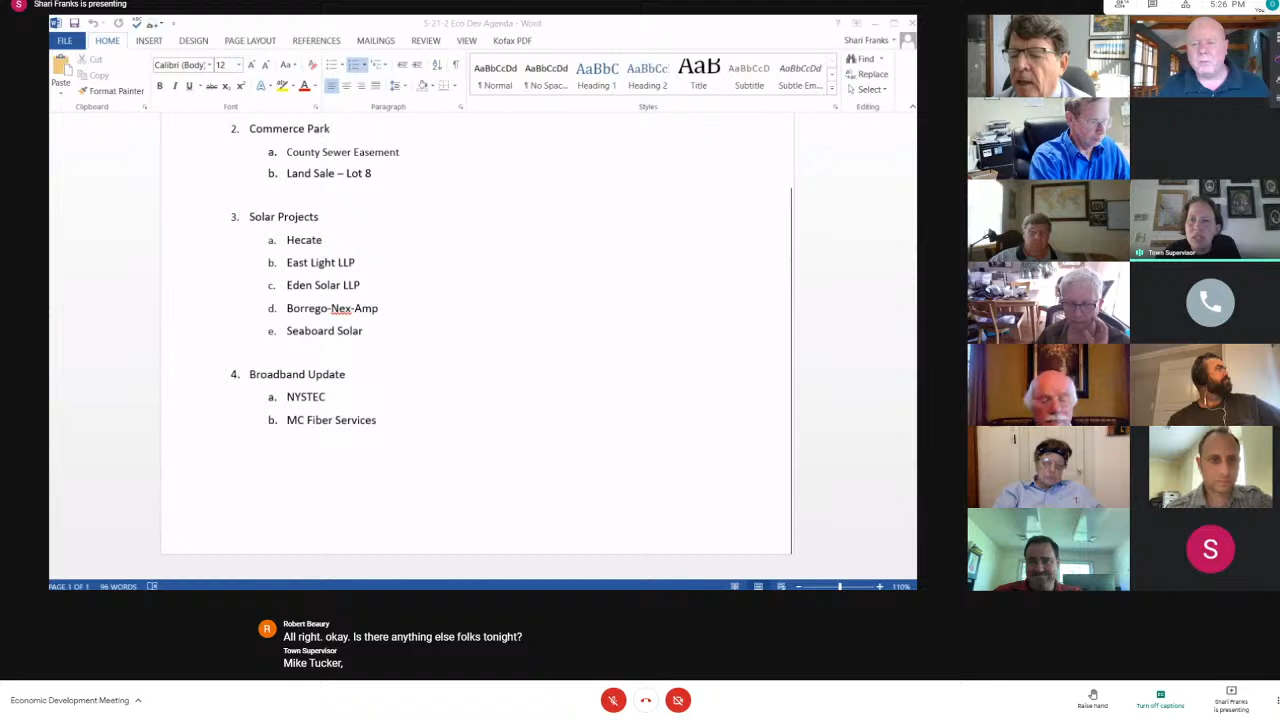 Shari Franks is presenting
5:26 PM
You
5-21-2 Eco Dev Agenda - Word
FILE HOME INSERT DESIGN PAGE LAYOUT REFERENCES MAILINGS REVIEW VIEW Kofax PDF
Shari Franks
Paste
Cut
Copy
Format Painter
Clipboard
Calibri (Body) 12
Font
Paragraph
AaBbCcDd AaBbCcDd AaBbC AaBbCc AaB AaBbCcD AaBbCcDd
¶ Normal ¶ No Spac... Heading 1 Heading 2 Title Subtitle Subtle Em...
Styles
Find
Replace
Select
Editing
2. Commerce Park
a. County Sewer Easement
b. Land Sale – Lot 8
3. Solar Projects
a. Hecate
b. East Light LLP
c. Eden Solar LLP
d. Borrego-Nex-Amp
e. Seaboard Solar
4. Broadband Update
a. NYSTEC
b. MC Fiber Services
PAGE 1 OF 1 96 WORDS
110%
Town Supervisor
S
R
Robert Beaury
All right. okay. Is there anything else folks tonight?
Town Supervisor
Mike Tucker,
Economic Development Meeting
Raise hand
Turn off captions
Shari Franks
is presenting